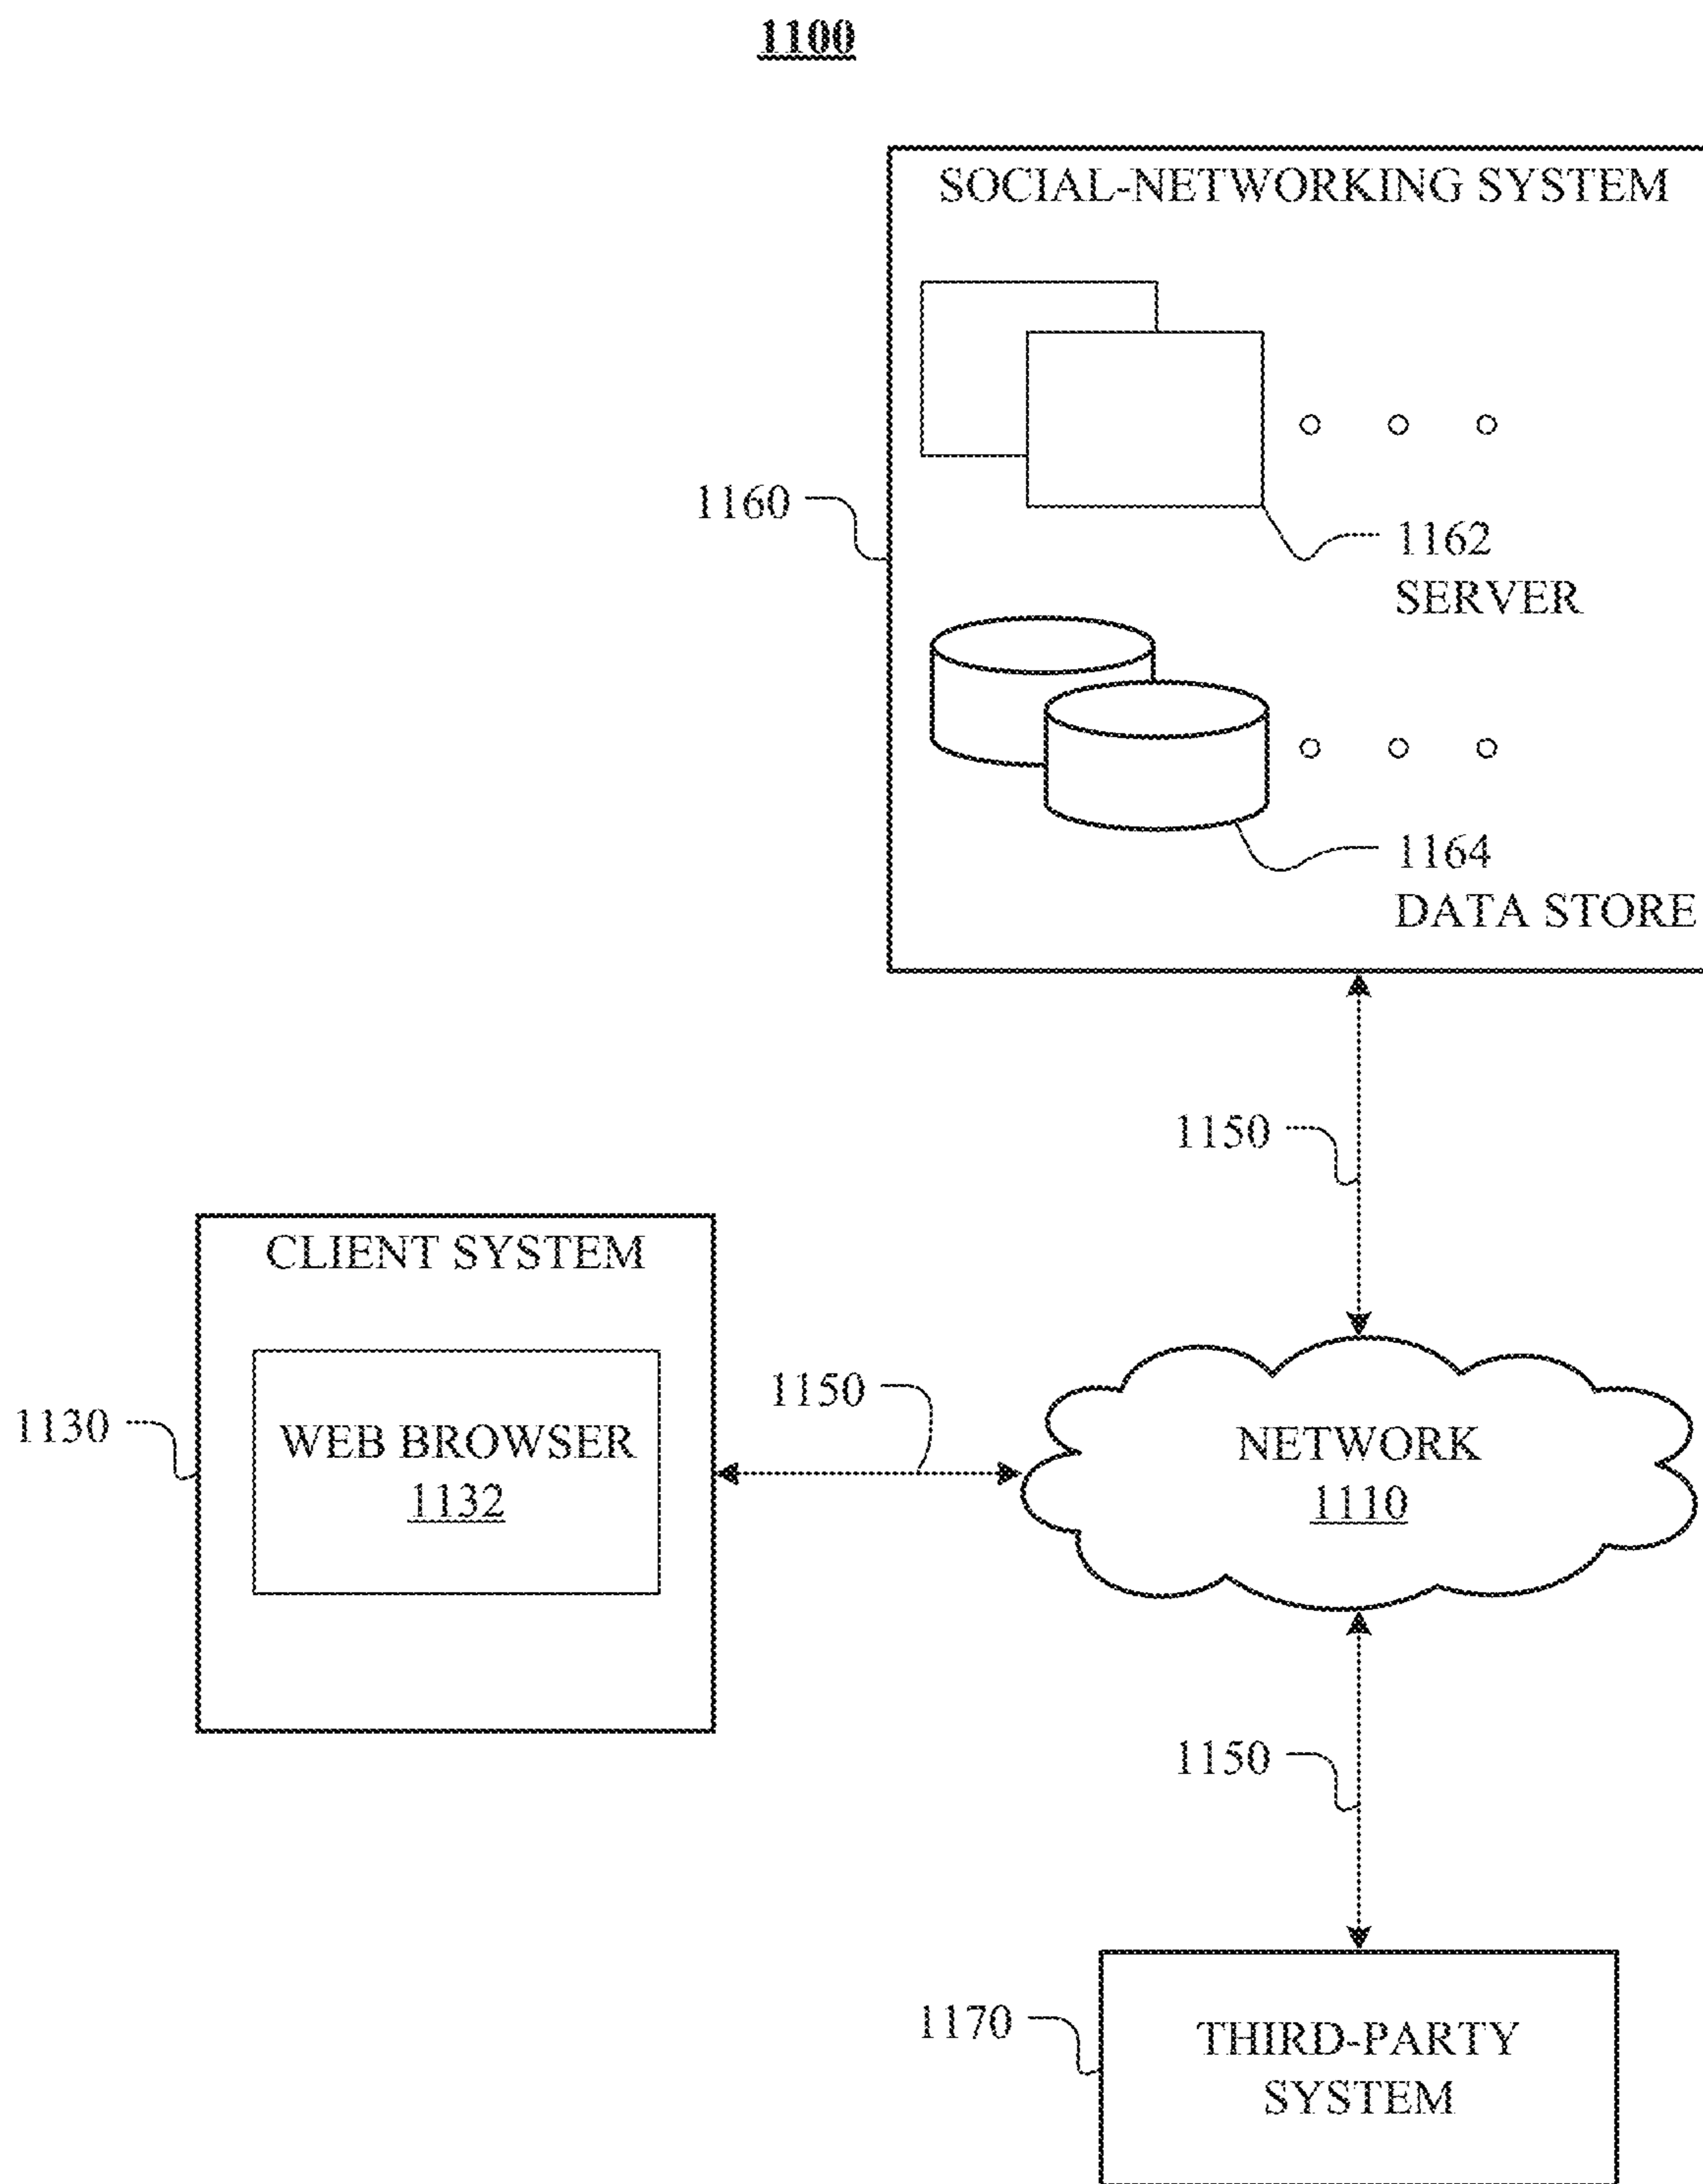 1100
SOCIAL-NETWORKING SYSTEM
1160
1162
SERVER
1164
DATA STORE
1150
CLIENT SYSTEM
1130
WEB BROWSER
1132
1150
NETWORK
1110
1150
1170
THIRD-PARTY
SYSTEM